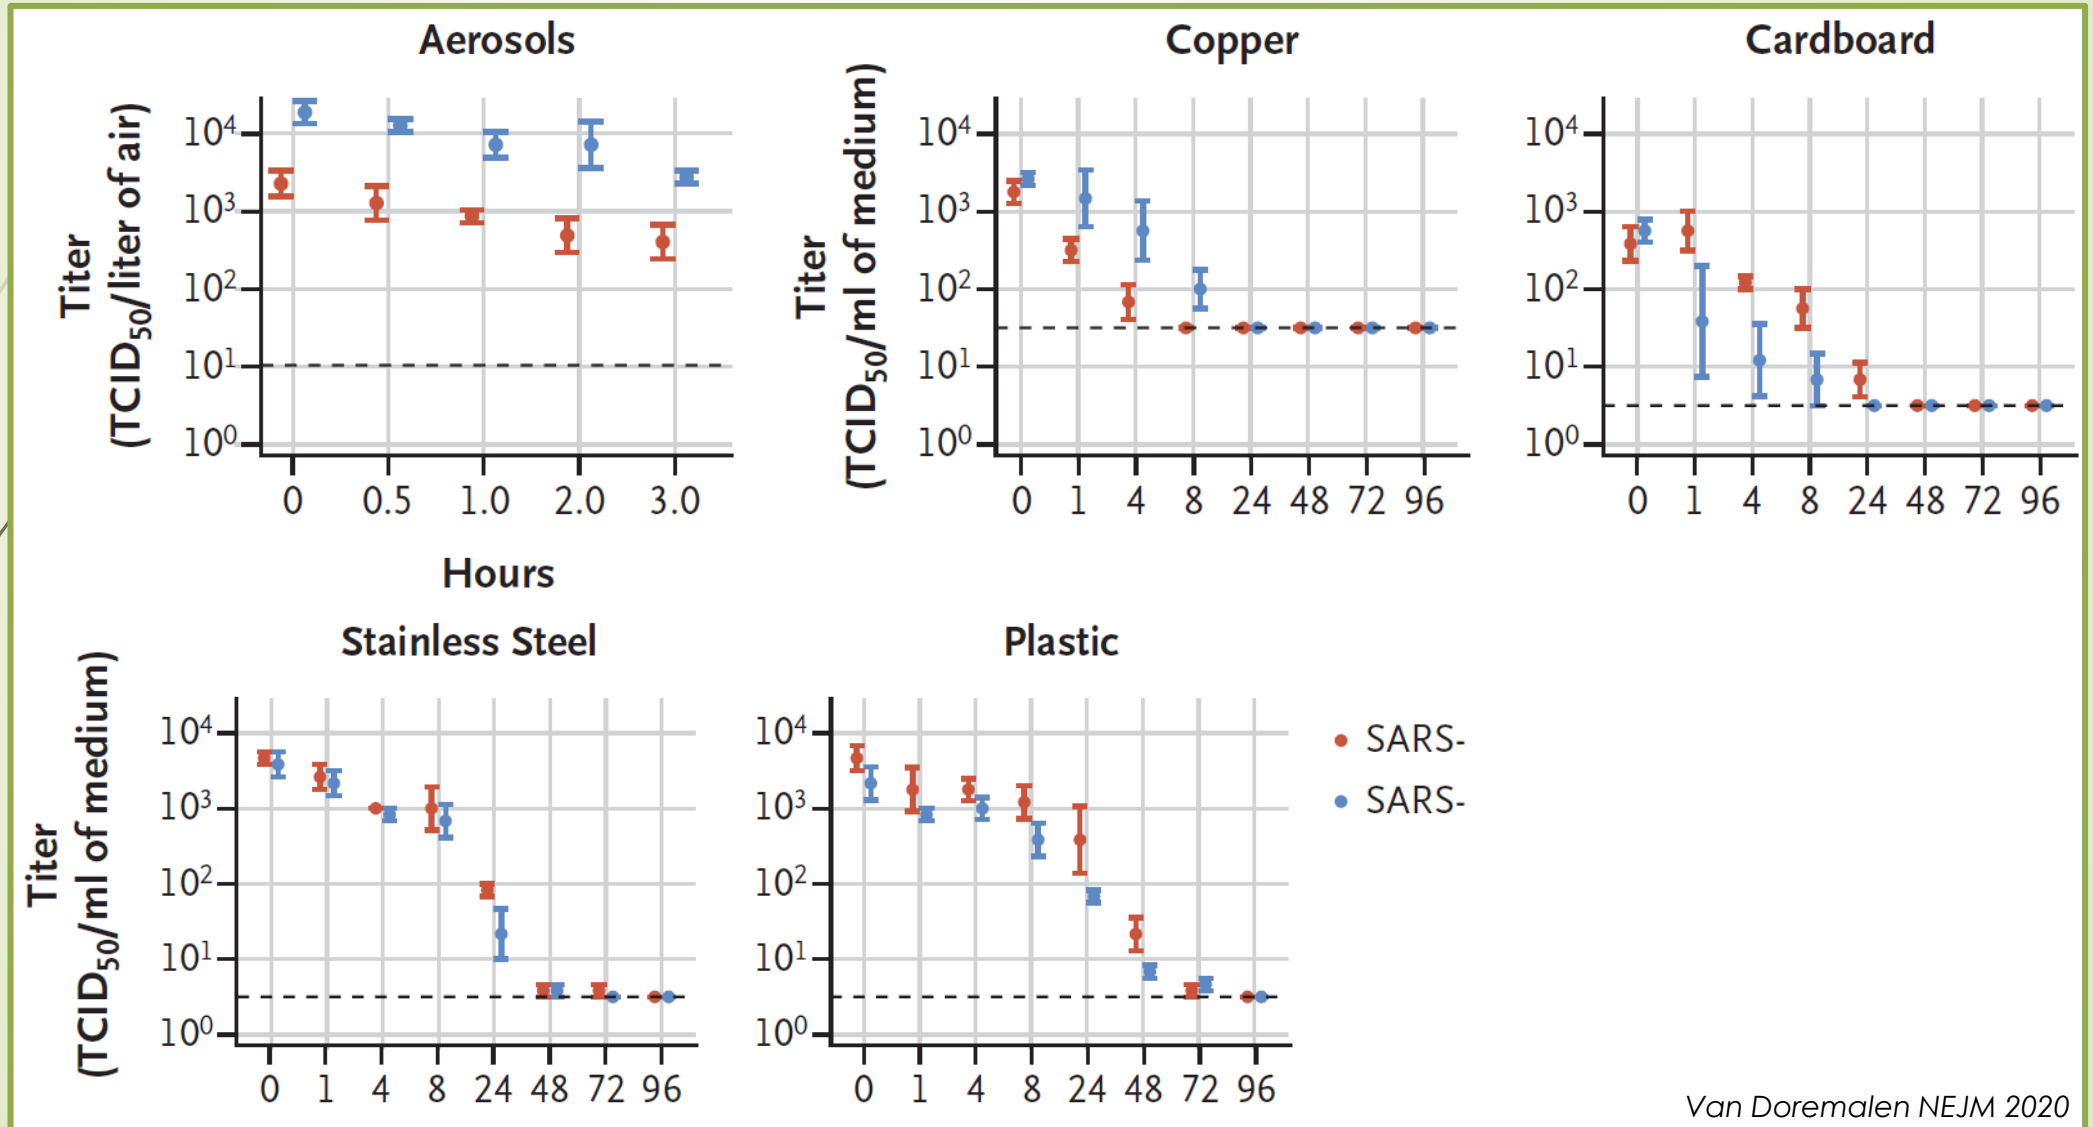 Aerosols
Titer
(TCID50/liter of air)
10⁴
10³
10²
10¹
10⁰
0 0.5 1.0 2.0 3.0
Hours
Copper
Titer
(TCID50/ml of medium)
10⁴
10³
10²
10¹
10⁰
0 1 4 8 24 48 72 96
Cardboard
10⁴
10³
10²
10¹
10⁰
0 1 4 8 24 48 72 96
Stainless Steel
Titer
(TCID50/ml of medium)
10⁴
10³
10²
10¹
10⁰
0 1 4 8 24 48 72 96
Plastic
10⁴
10³
10²
10¹
10⁰
0 1 4 8 24 48 72 96
SARS-
SARS-
Van Doremalen NEJM 2020